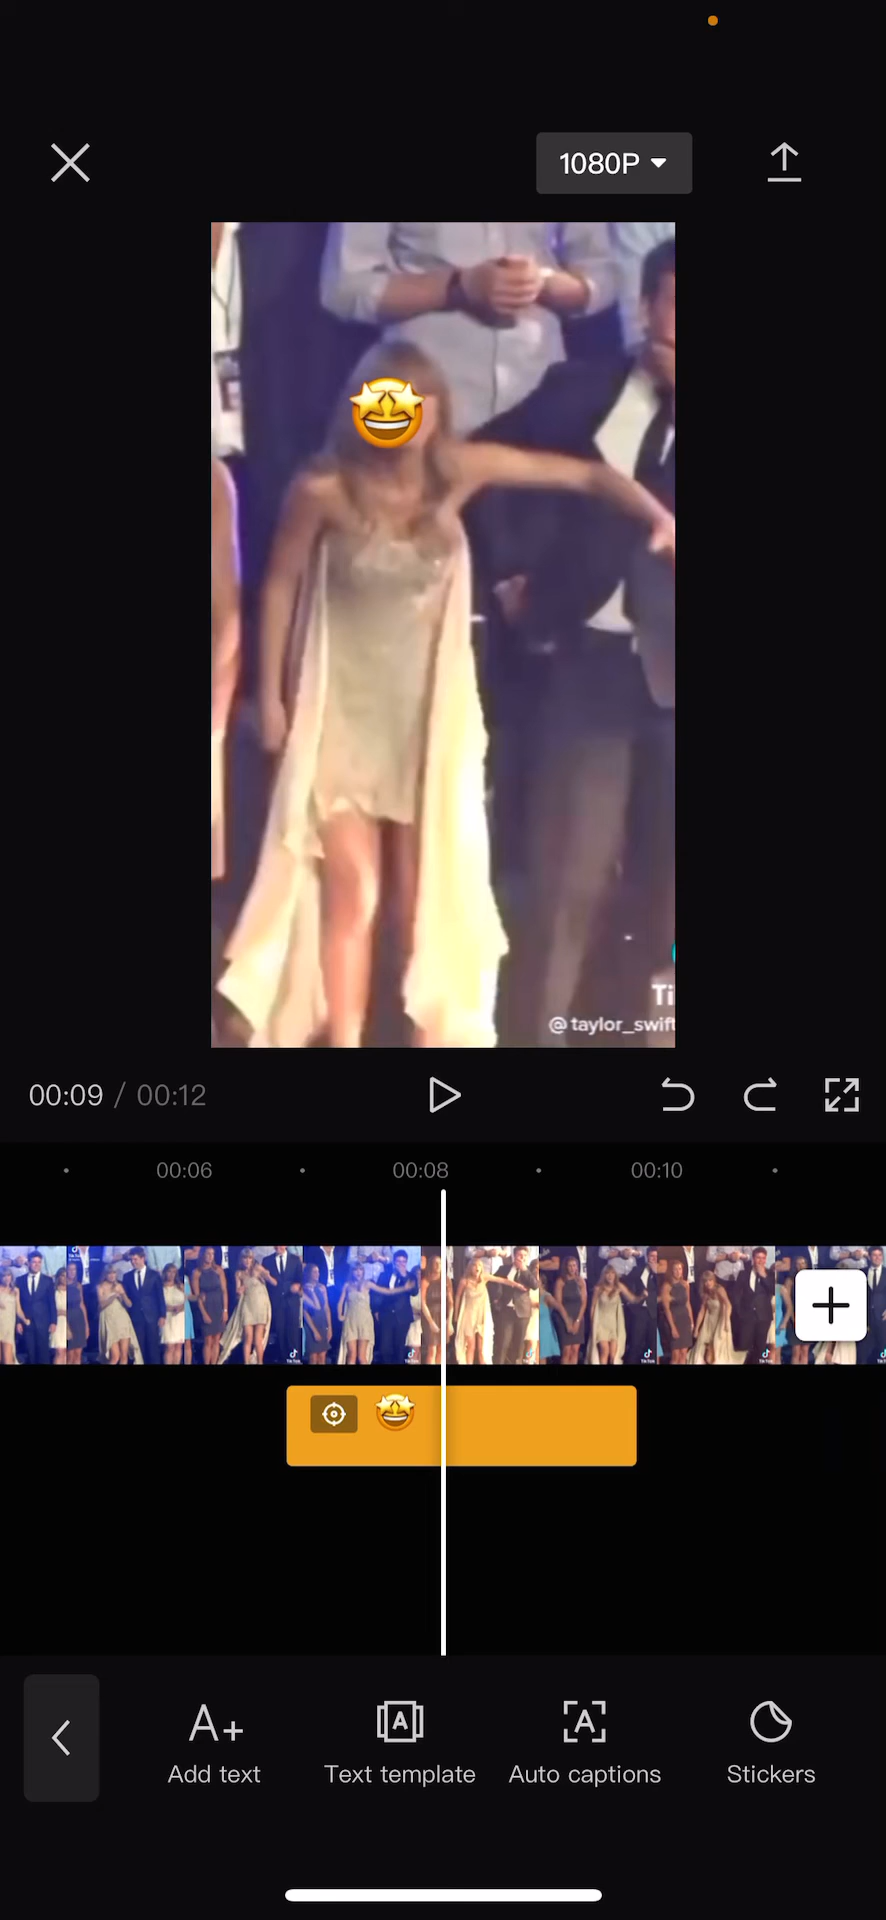 1080P
Ti
@taylor_swift
00:09 / 00:12
00:06
00:08
00:10
A+
A
A
Add text
Text template
Auto captions
Stickers